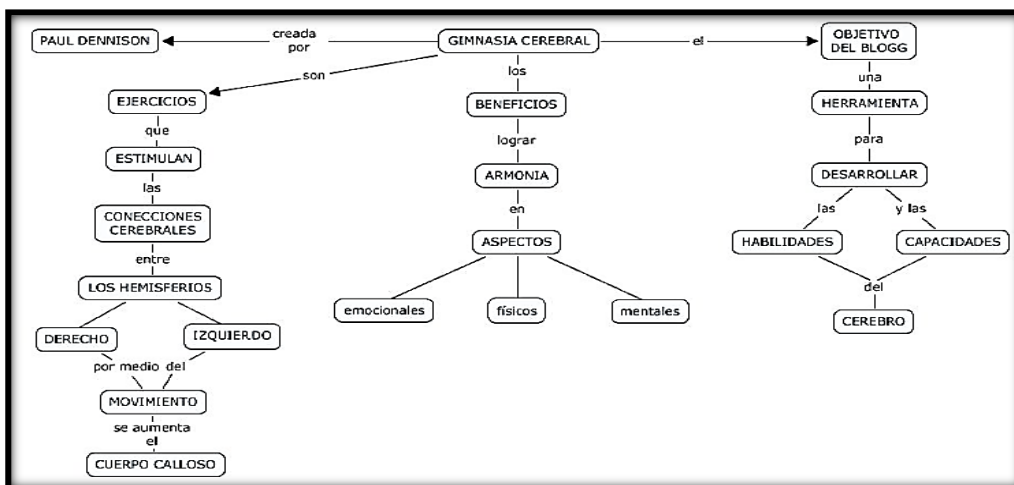 PAUL DENNISON
creada
por
GIMNASIA CEREBRAL
el
OBJETIVO
DEL BLOGG
son
los
una
EJERCICIOS
BENEFICIOS
HERRAMIENTA
que
lograr
para
ESTIMULAN
ARMONIA
DESARROLLAR
las
en
las
y las
CONECCIONES
CEREBRALES
ASPECTOS
HABILIDADES
CAPACIDADES
entre
del
LOS HEMISFERIOS
emocionales
físicos
mentales
CEREBRO
DERECHO
IZQUIERDO
por medio del
MOVIMIENTO
se aumenta
el
CUERPO CALLOSO